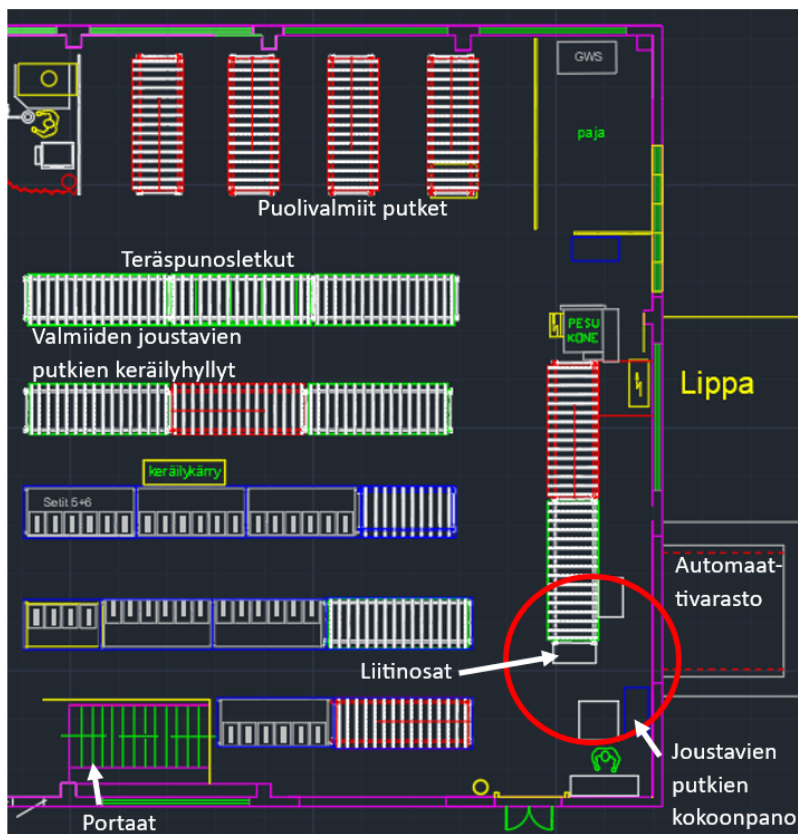 GWS
paja
Puolivalmiit putket
Teräspunosletkut
Valmiiden joustavien
putkien keräilyhyllyt
PESU
KONE
Lippa
keräilykärry
Setit 5+6
Automaat-
tivarasto
Liitinosat
Joustavien
putkien
kokoonpano
Portaat